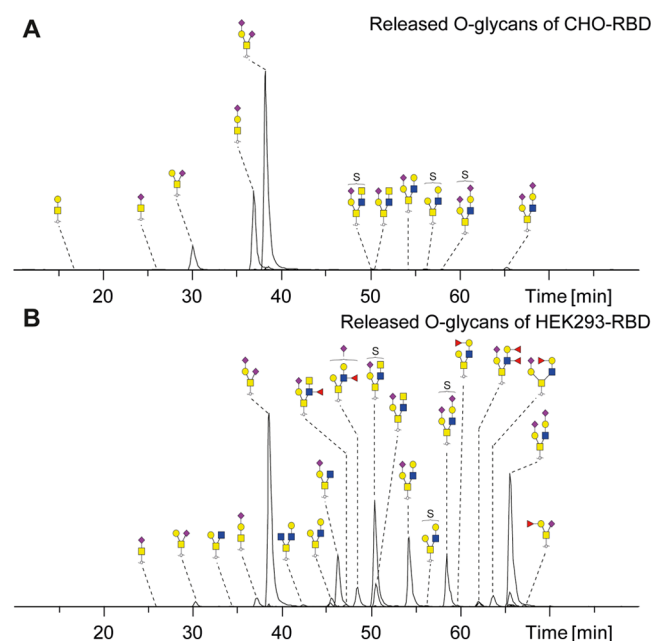 A
Released O-glycans of CHO-RBD
S
S
S
20
30
40
50
60
Time [min]
B
Released O-glycans of HEK293-RBD
S
S
S
20
30
40
50
60
Time [min]